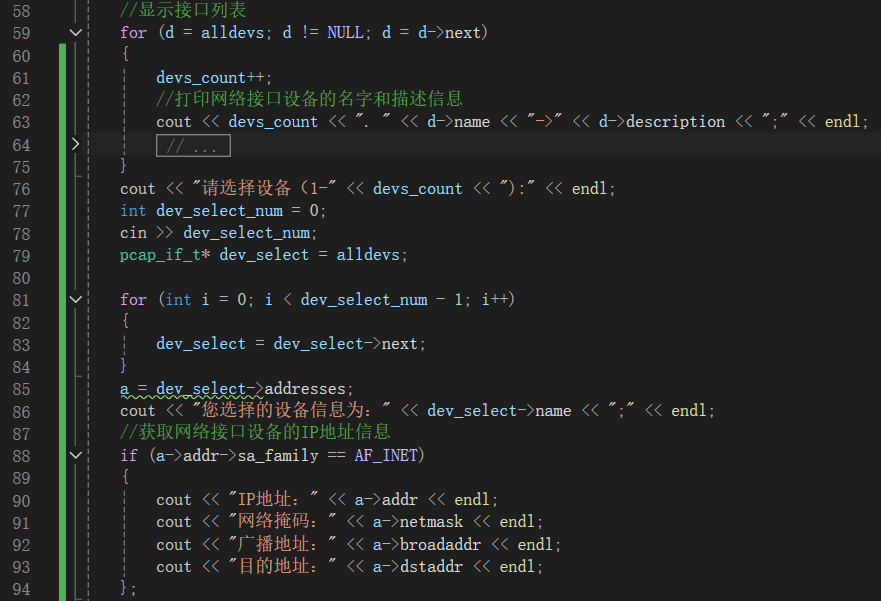 58 //显示接口列表
59 for (d = alldevs; d != NULL; d = d->next)
60 {
61 devs_count++;
62 //打印网络接口设备的名字和描述信息
63 cout << devs_count << ". " << d->name << "->" << d->description << ";" << endl;
64 // ...
75 }
76 cout << "请选择设备（1-" << devs_count << "):" << endl;
77 int dev_select_num = 0;
78 cin >> dev_select_num;
79 pcap_if_t* dev_select = alldevs;
80
81 for (int i = 0; i < dev_select_num - 1; i++)
82 {
83 dev_select = dev_select->next;
84 }
85 a = dev_select->addresses;
86 cout << "您选择的设备信息为：" << dev_select->name << ";" << endl;
87 //获取网络接口设备的IP地址信息
88 if (a->addr->sa_family == AF_INET)
89 {
90 cout << "IP地址：" << a->addr << endl;
91 cout << "网络掩码：" << a->netmask << endl;
92 cout << "广播地址：" << a->broadaddr << endl;
93 cout << "目的地址：" << a->dstaddr << endl;
94 };